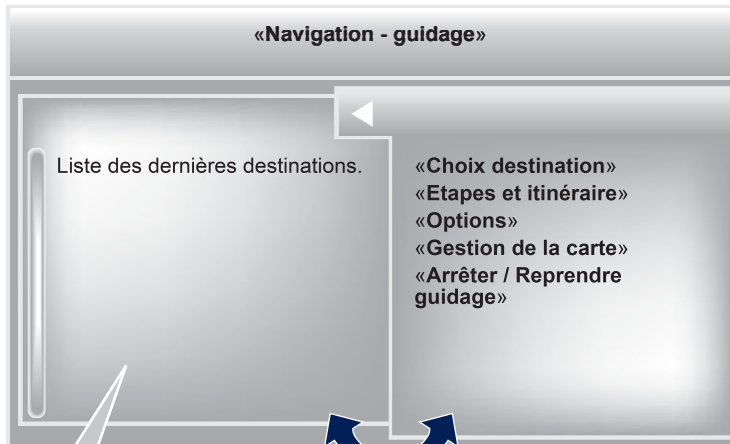 «Navigation - guidage»
Liste des dernières destinations.
«Choix destination»
«Etapes et itinéraire»
«Options»
«Gestion de la carte»
«Arrêter / Reprendre
guidage»